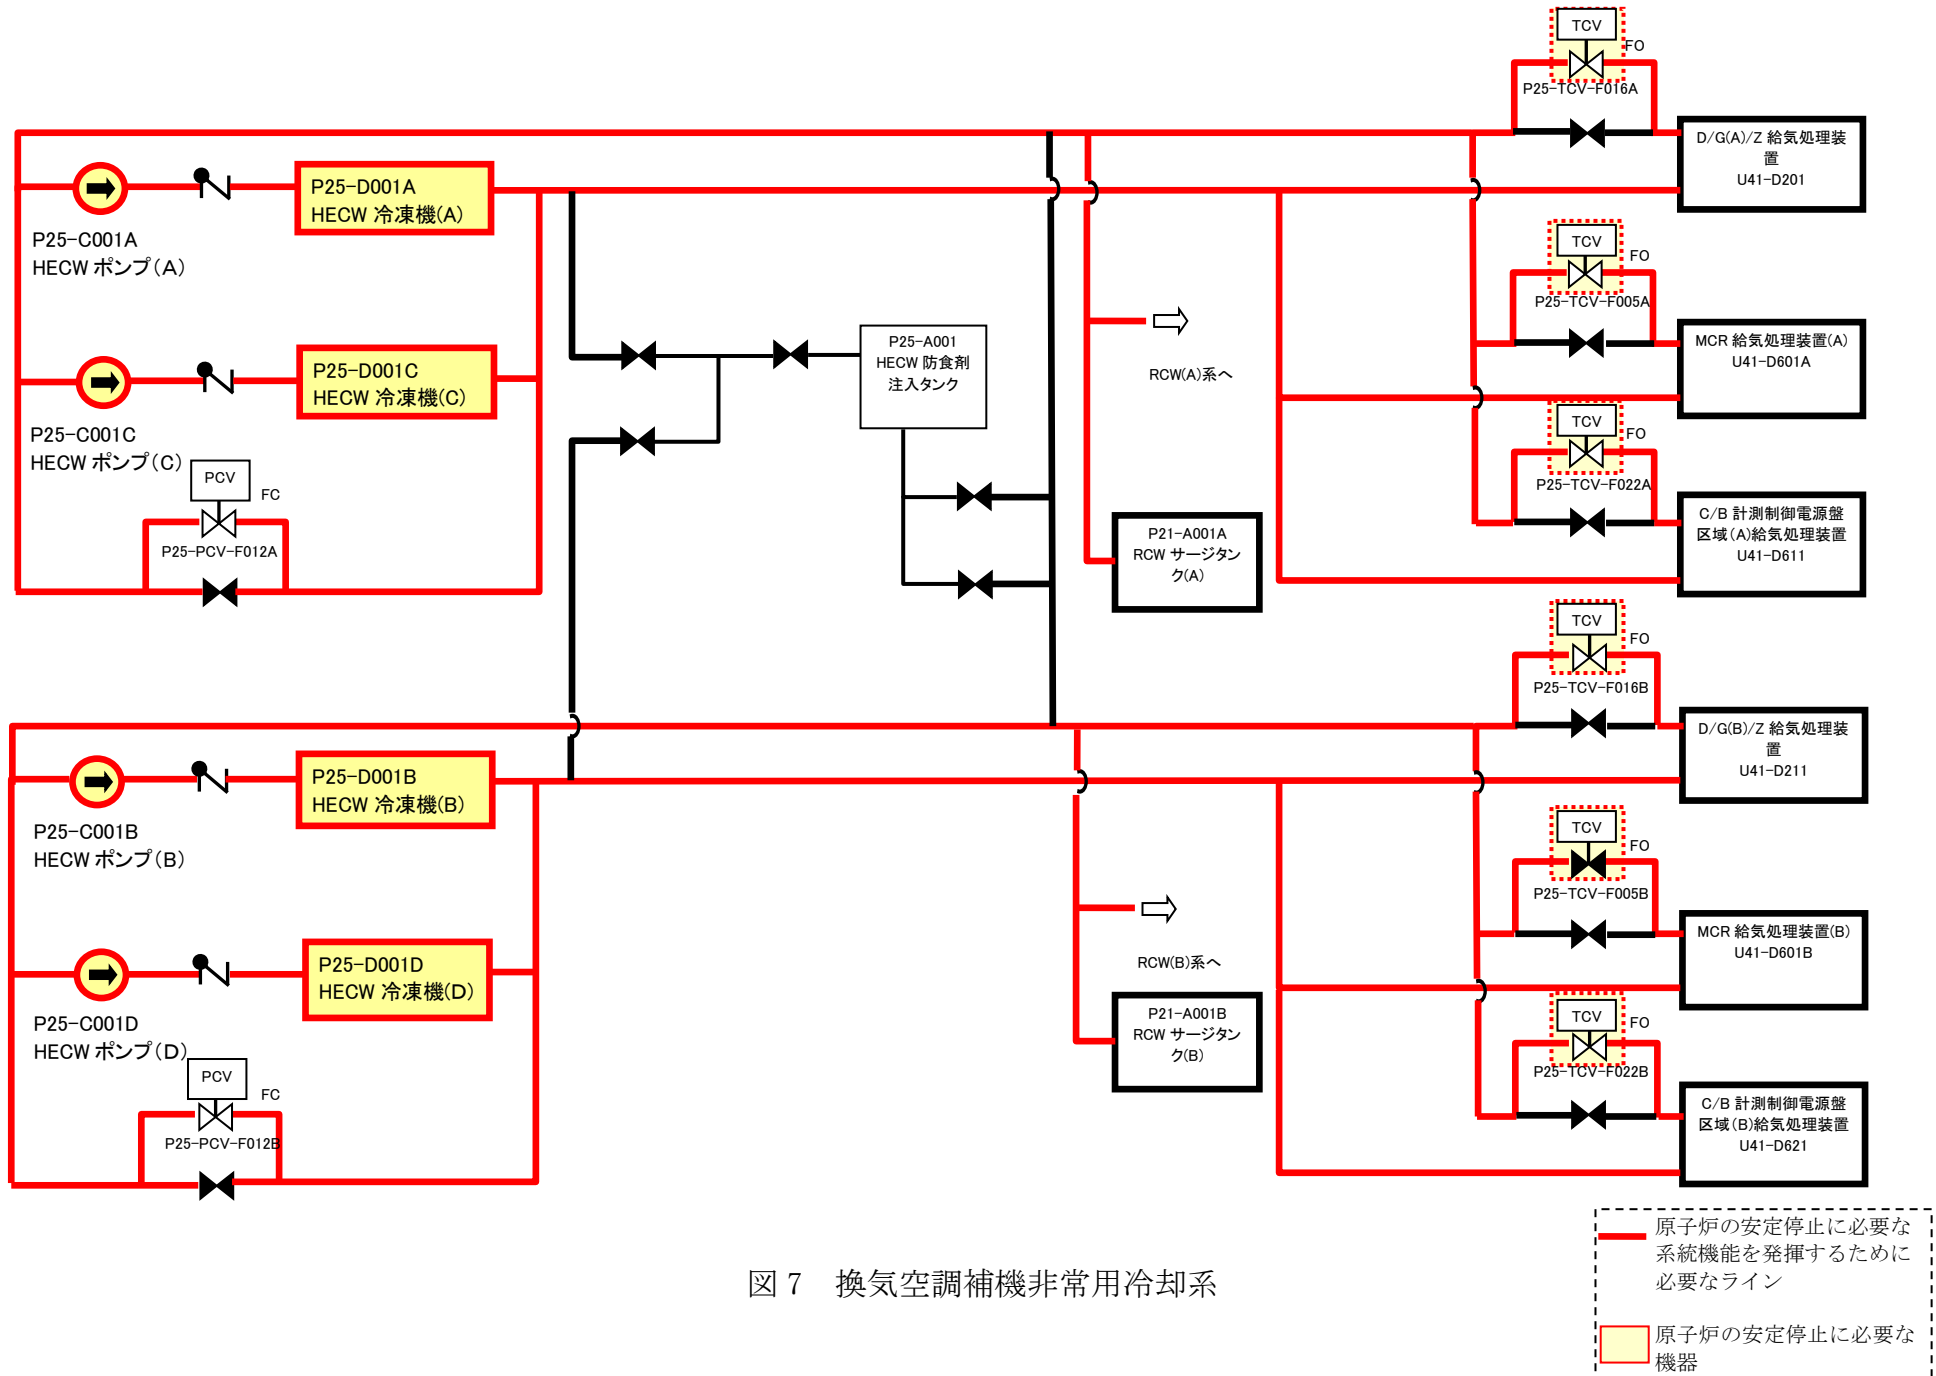 TCV
FO
P25-TCV-F016A
D/G(A)/Z 給気処理装
置
U41-D201
P25-D001A
HECW 冷凍機(A)
P25-C001A
HECW ポンプ(A)
TCV
FO
P25-TCV-F005A
MCR 給気処理装置(A)
U41-D601A
P25-A001
HECW 防食剤
注入タンク
RCW(A)系へ
P25-D001C
HECW 冷凍機(C)
P25-C001C
HECW ポンプ(C)
TCV
FO
P25-TCV-F022A
C/B 計測制御電源盤
区域(A)給気処理装置
U41-D611
PCV
FC
P25-PCV-F012A
P21-A001A
RCW サージタン
ク(A)
TCV
FO
P25-TCV-F016B
D/G(B)/Z 給気処理装
置
U41-D211
P25-D001B
HECW 冷凍機(B)
P25-C001B
HECW ポンプ(B)
TCV
FO
P25-TCV-F005B
MCR 給気処理装置(B)
U41-D601B
RCW(B)系へ
P25-D001D
HECW 冷凍機(D)
P25-C001D
HECW ポンプ(D)
P21-A001B
RCW サージタン
ク(B)
TCV
FO
P25-TCV-F022B
C/B 計測制御電源盤
区域(B)給気処理装置
U41-D621
PCV
FC
P25-PCV-F012B
原子炉の安定停止に必要な
系統機能を発揮するために
必要なライン
原子炉の安定停止に必要な
機器
図 7 換気空調補機非常用冷却系